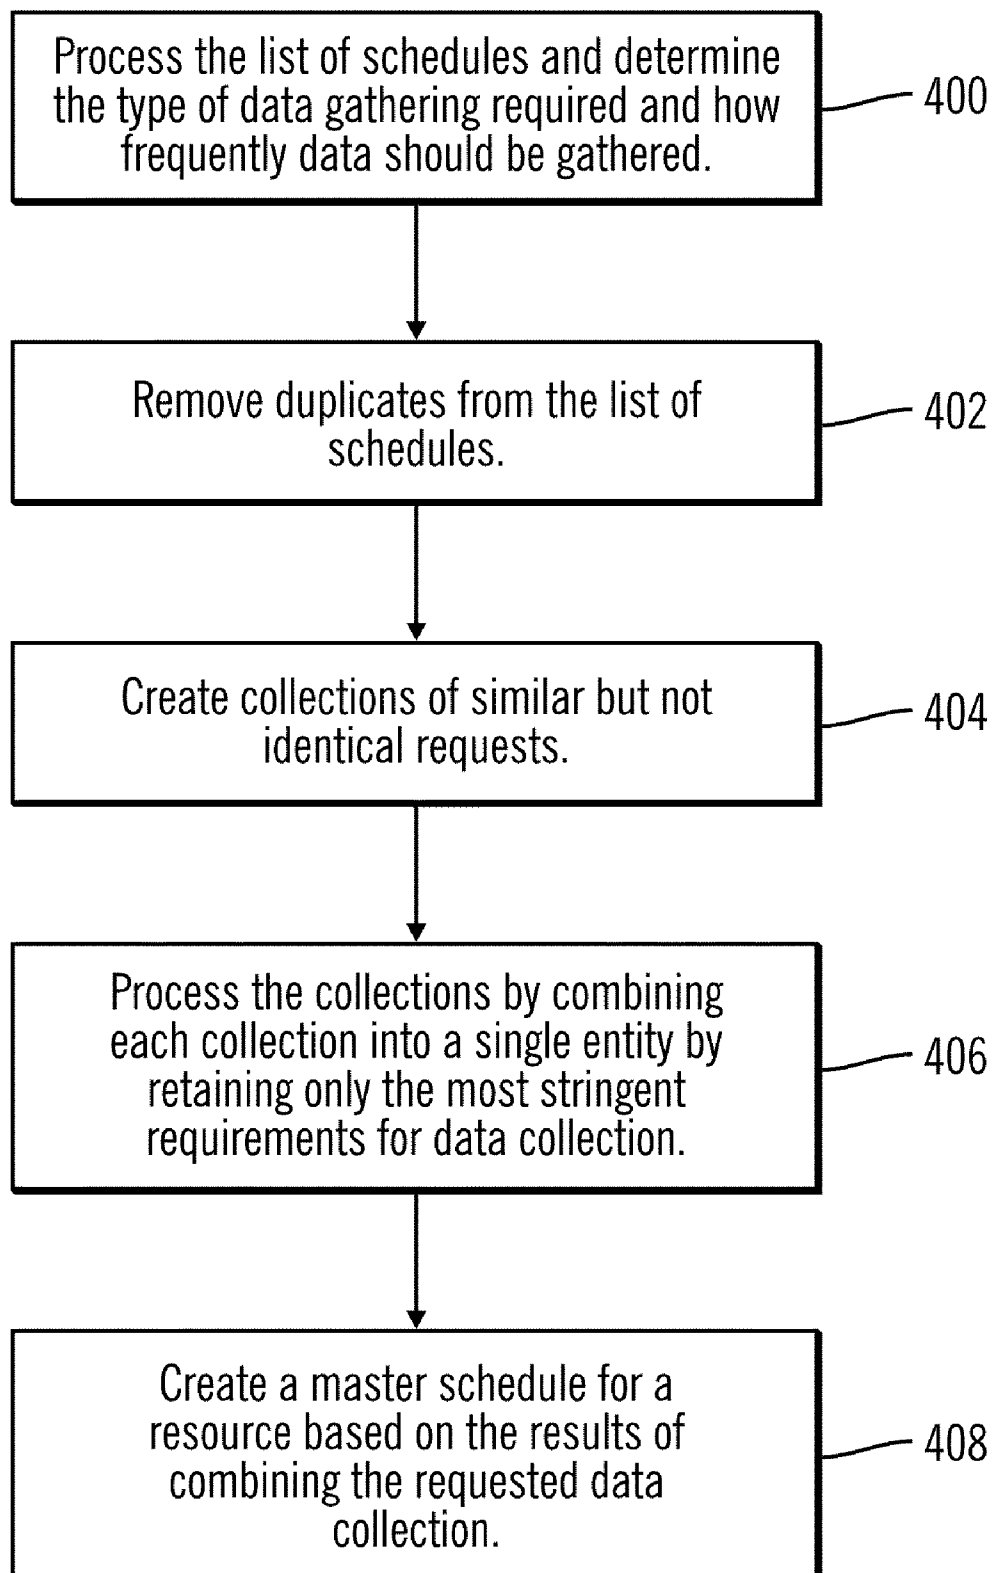 Process the list of schedules and determine
the type of data gathering required and how
frequently data should be gathered.
400
Remove duplicates from the list of
schedules.
402
Create collections of similar but not
identical requests.
404
Process the collections by combining
each collection into a single entity by
retaining only the most stringent
requirements for data collection.
406
Create a master schedule for a
resource based on the results of
combining the requested data
collection.
408